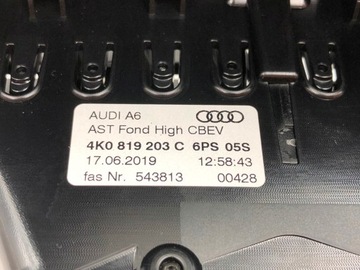 AUDI A6
AST Fond High CBEV
4K0 819 203 C 6PS 05S
17.06.2019 12:58:43
fas Nr. 543813 00428